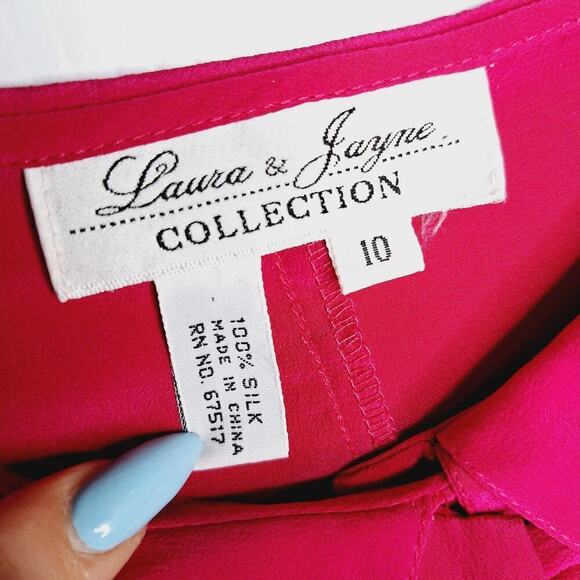 Laura & Jayne
COLLECTION
10
100% SILK
MADE IN CHINA
RN NO. 67517